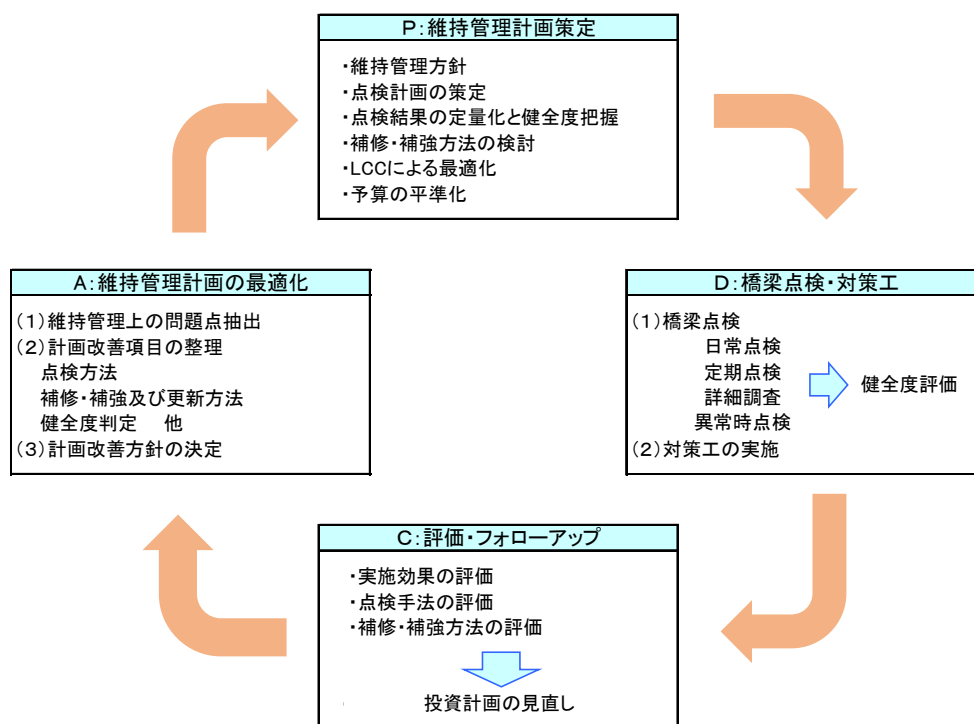 P:維持管理計画策定
・維持管理方針
・点検計画の策定
・点検結果の定量化と健全度把握
・補修・補強方法の検討
・LCCによる最適化
・予算の平準化
D:橋梁点検・対策工
(1)橋梁点検
日常点検
定期点検
詳細調査
異常時点検
健全度評価
(2)対策工の実施
C:評価・フォローアップ
・実施効果の評価
・点検手法の評価
・補修・補強方法の評価
投資計画の見直し
A:維持管理計画の最適化
(1)維持管理上の問題点抽出
(2)計画改善項目の整理
点検方法
補修・補強及び更新方法
健全度判定 他
(3)計画改善方針の決定